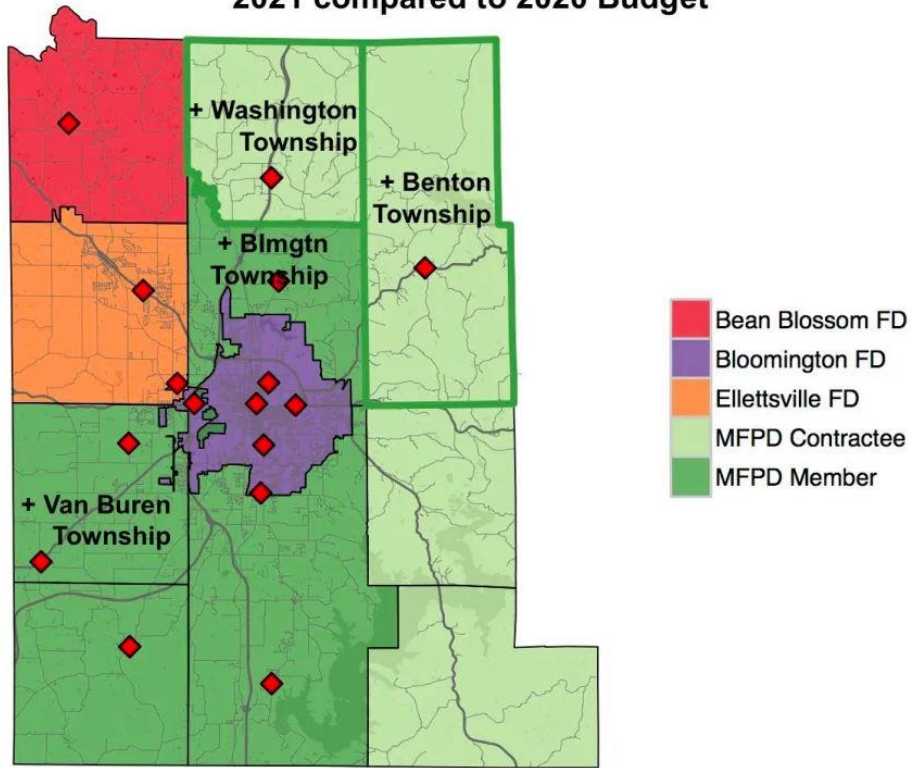 2021 compared to 2020 Budget
+ Washington
Township
+ Benton
Township
+ Blmgtn
Township
+ Van Buren
Township
Bean Blossom FD
Bloomington FD
Ellettsville FD
MFPD Contractee
MFPD Member